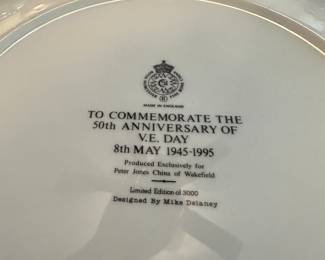 MADE IN ENGLAND
TO COMMEMORATE THE
50th ANNIVERSARY OF
V.E. DAY
8th MAY 1945-1995
Produced Exclusively for
Peter Jones China of Wakefield
Limited Edition of 3000
Designed By Mike Delaney